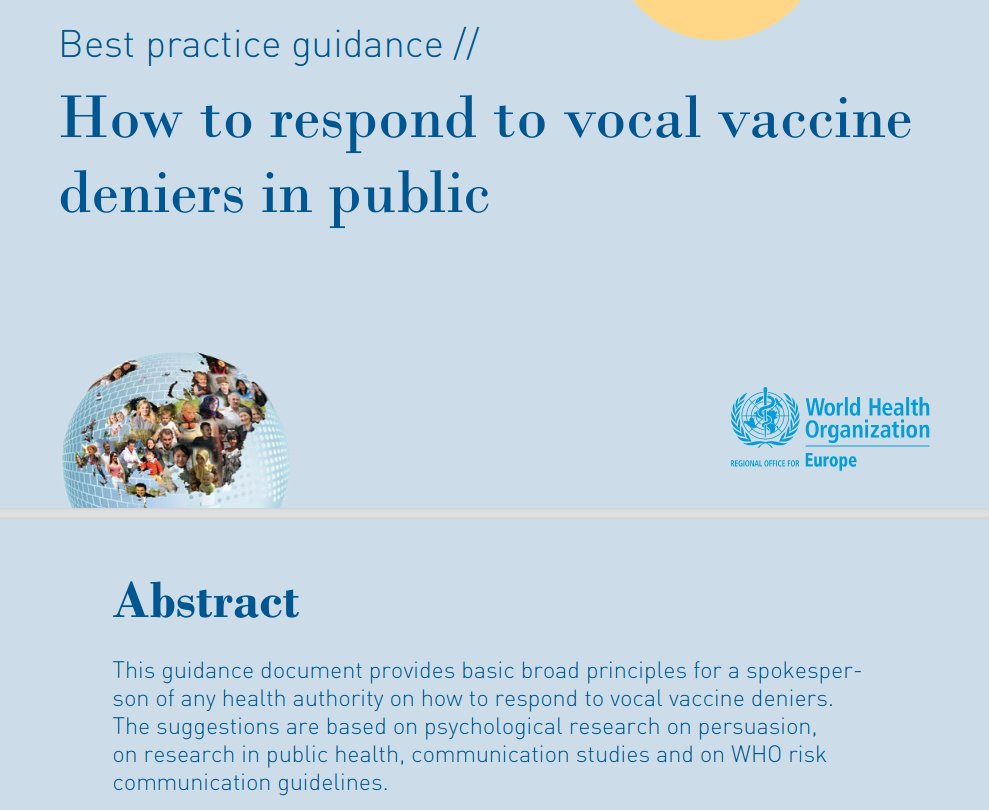 Best practice guidance //
How to respond to vocal vaccine
deniers in public
World Health
Organization
REGIONAL OFFICE FOR Europe
Abstract
This guidance document provides basic broad principles for a spokesper-
son of any health authority on how to respond to vocal vaccine deniers.
The suggestions are based on psychological research on persuasion,
on research in public health, communication studies and on WHO risk
communication guidelines.